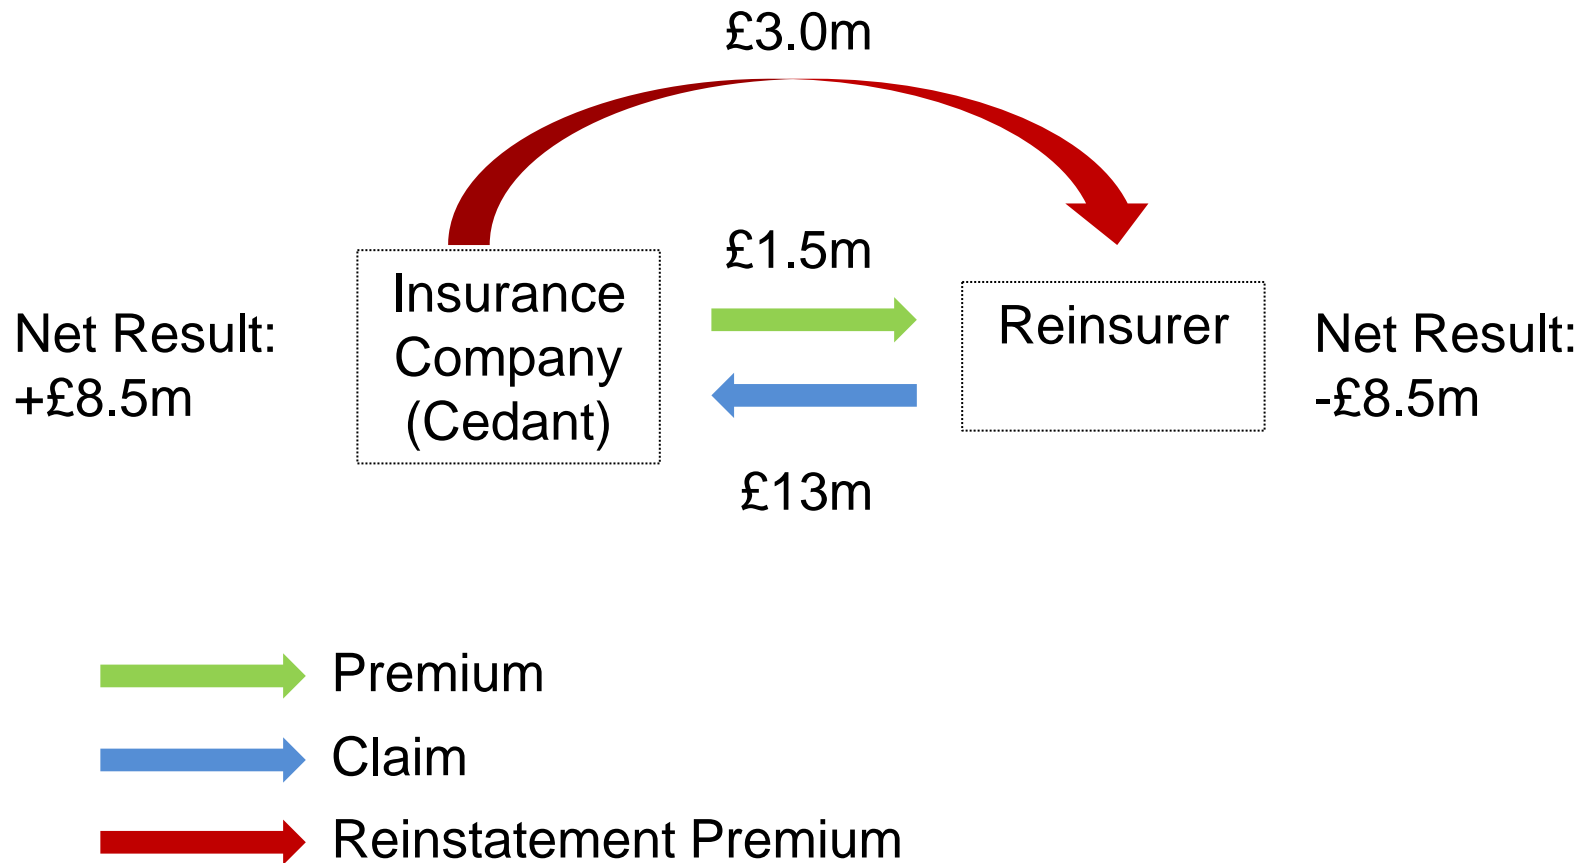 £3.0m
£1.5m
Insurance
Company
(Cedant)
Reinsurer
Net Result:
+£8.5m
Net Result:
-£8.5m
£13m
Premium
Claim
Reinstatement Premium